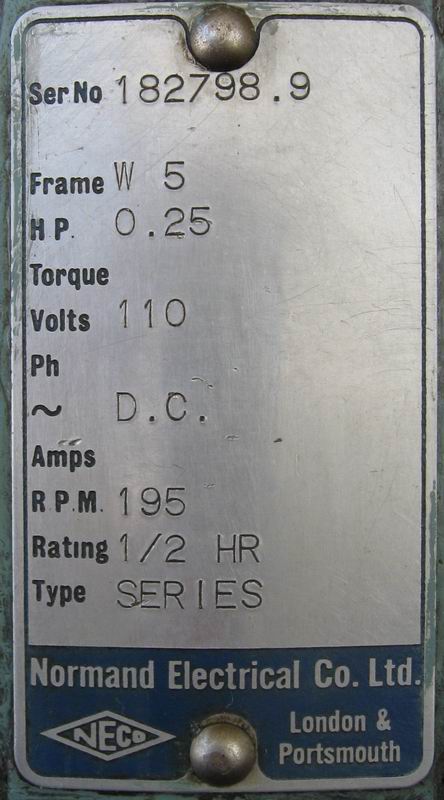 Ser No 182798.9
Frame W 5
H P. 0.25
Torque
Volts 110
Ph
~ D.C.
Amps
R.P.M. 195
Rating 1/2 HR
Type SERIES
Normand Electrical Co. Ltd.
NECO
London &
Portsmouth